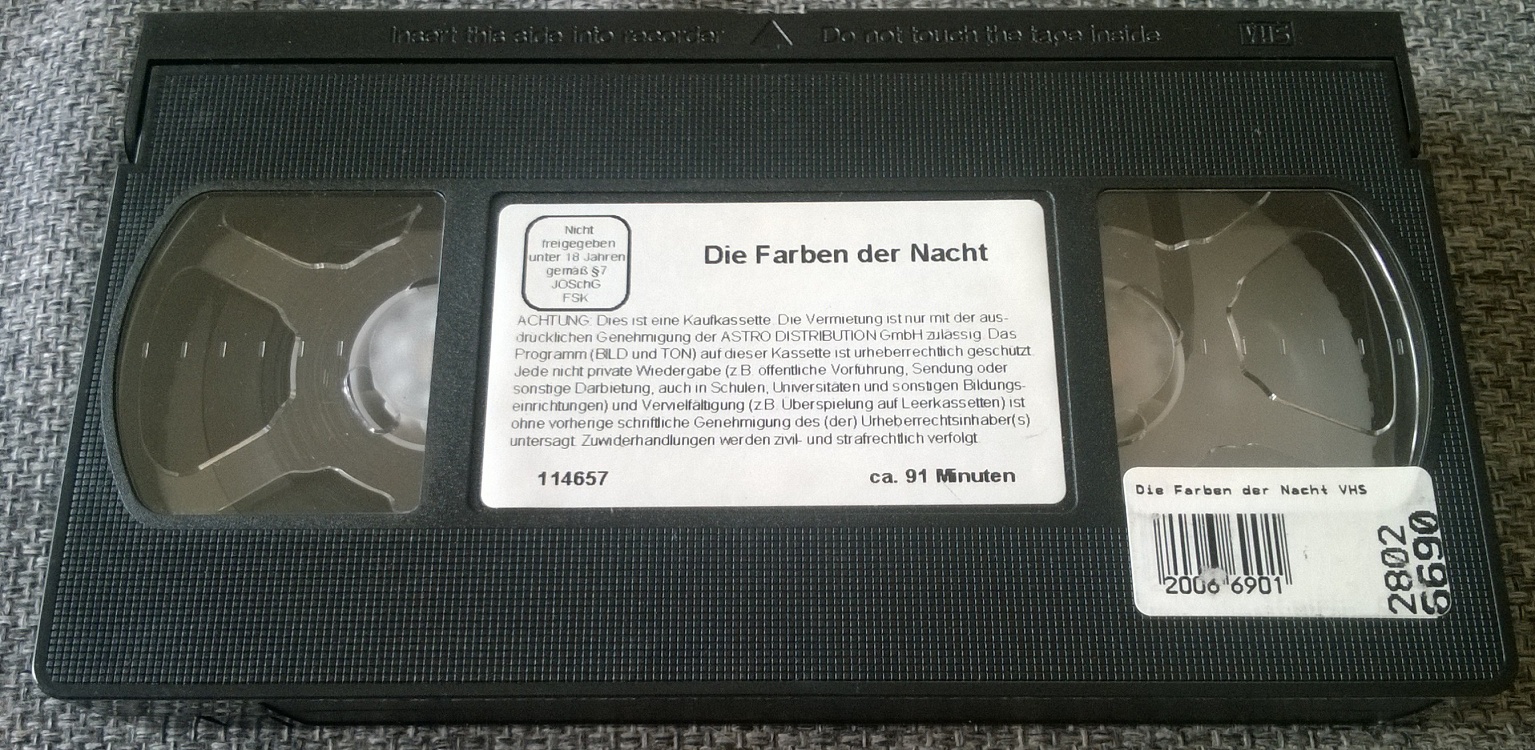 Insert this side into recorder Do not touch the tape inside VHS
Nicht
freigegeben
unter 18 Jahren
gemäß §7
JÖSchG
FSK
Die Farben der Nacht
ACHTUNG: Dies ist eine Kaufkassette. Die Vermietung ist nur mit der aus-
drücklichen Genehmigung der ASTRO DISTRIBUTION GmbH zulässig. Das
Programm (BILD und TON) auf dieser Kassette ist urheberrechtlich geschützt.
Jede nicht private Wiedergabe (z.B. öffentliche Vorführung, Sendung oder
sonstige Darbietung, auch in Schulen, Universitäten und sonstigen Bildungs-
einrichtungen) und Vervielfältigung (z.B. Überspielung auf Leerkassetten) ist
ohne vorherige schriftliche Genehmigung des (der) Urheberrechtsinhaber(s)
untersagt. Zuwiderhandlungen werden zivil- und strafrechtlich verfolgt.
114657 ca. 91 Minuten
Die Farben der Nacht VHS
2006 6901
2802
6690